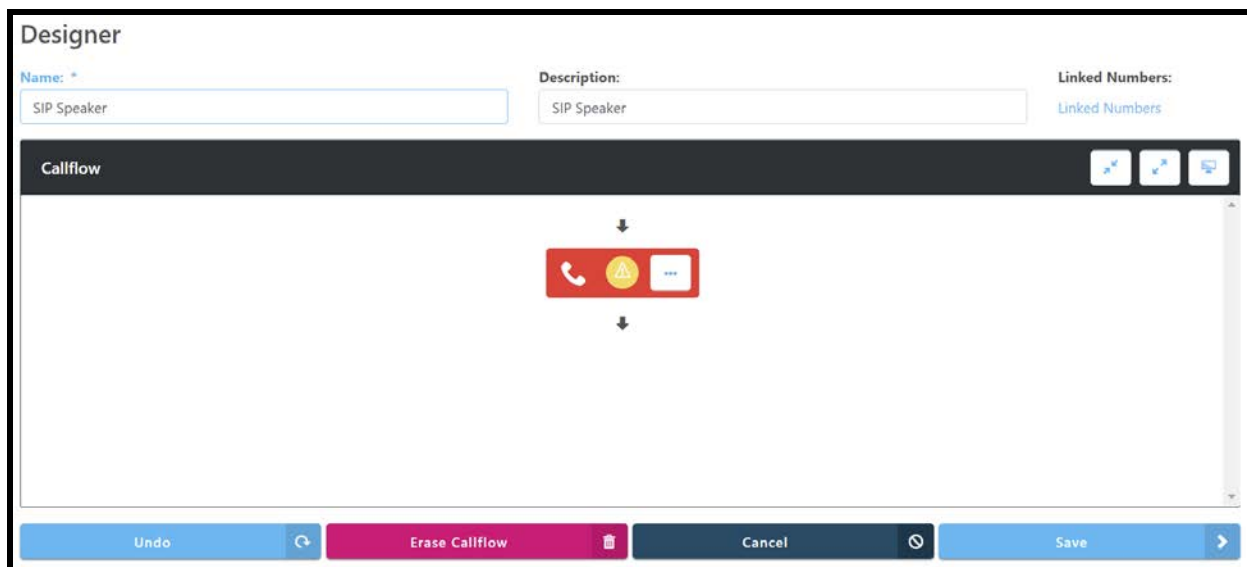 Designer
Name: *
Description:
Linked Numbers:
SIP Speaker
SIP Speaker
Linked Numbers
Callflow
Undo
Erase Callflow
Cancel
Save